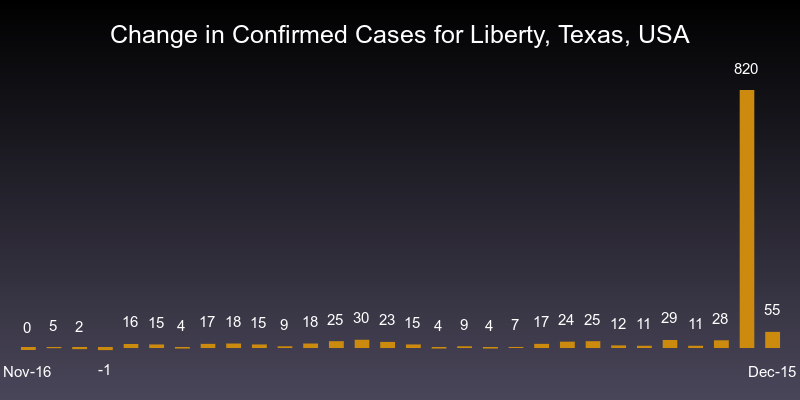 Change in Confirmed Cases for Liberty, Texas, USA
820
0 5 2 16 15 4 17 18 15 9 18 25 30 23 15 4 9 4 7 17 24 25 12 11 29 11 28 55
-1
Nov-16 Dec-15